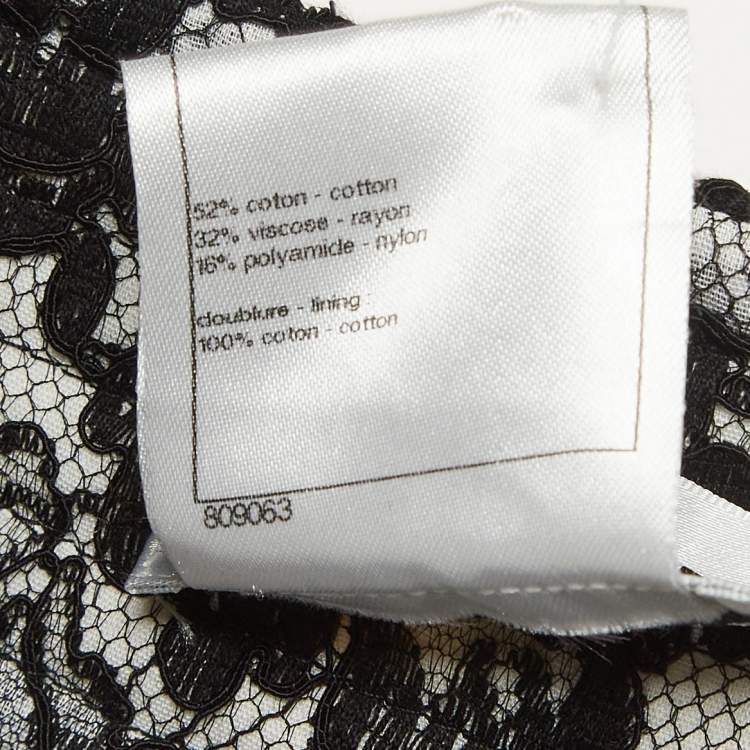 52% coton - cotton
32% viscose - rayon
16% polyamide - nylon
doublure - lining :
100% coton - cotton
809063